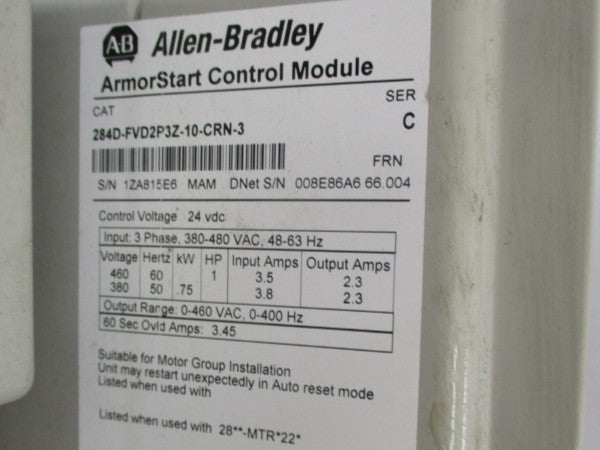 AB Allen-Bradley
ArmorStart Control Module
CAT SER
284D-FVD2P3Z-10-CRN-3 C
FRN
S/N 1ZA815E6 MAM DNet S/N 008E86A6 66.004
Control Voltage 24 vdc
Input: 3 Phase, 380-480 VAC, 48-63 Hz
Voltage Hertz kW HP Input Amps Output Amps
460 60 1 3.5 2.3
380 50 .75 3.8 2.3
Output Range: 0-460 VAC, 0-400 Hz
60 Sec Ovld Amps: 3.45
Suitable for Motor Group Installation
Unit may restart unexpectedly in Auto reset mode
Listed when used with
Listed when used with 28**-MTR*22*